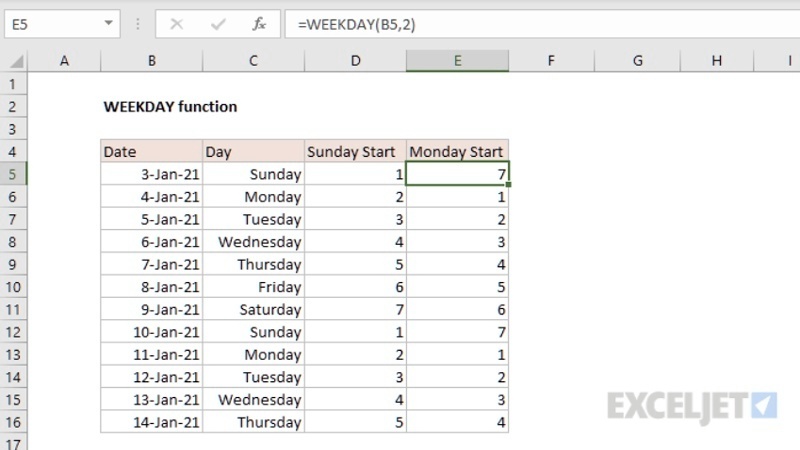 E5 fx =WEEKDAY(B5,2)
A B C D E F G H I
1
2 WEEKDAY function
3
4 Date Day Sunday Start Monday Start
5 3-Jan-21 Sunday 1 7
6 4-Jan-21 Monday 2 1
7 5-Jan-21 Tuesday 3 2
8 6-Jan-21 Wednesday 4 3
9 7-Jan-21 Thursday 5 4
10 8-Jan-21 Friday 6 5
11 9-Jan-21 Saturday 7 6
12 10-Jan-21 Sunday 1 7
13 11-Jan-21 Monday 2 1
14 12-Jan-21 Tuesday 3 2
15 13-Jan-21 Wednesday 4 3
16 14-Jan-21 Thursday 5 4
EXCELJET
17